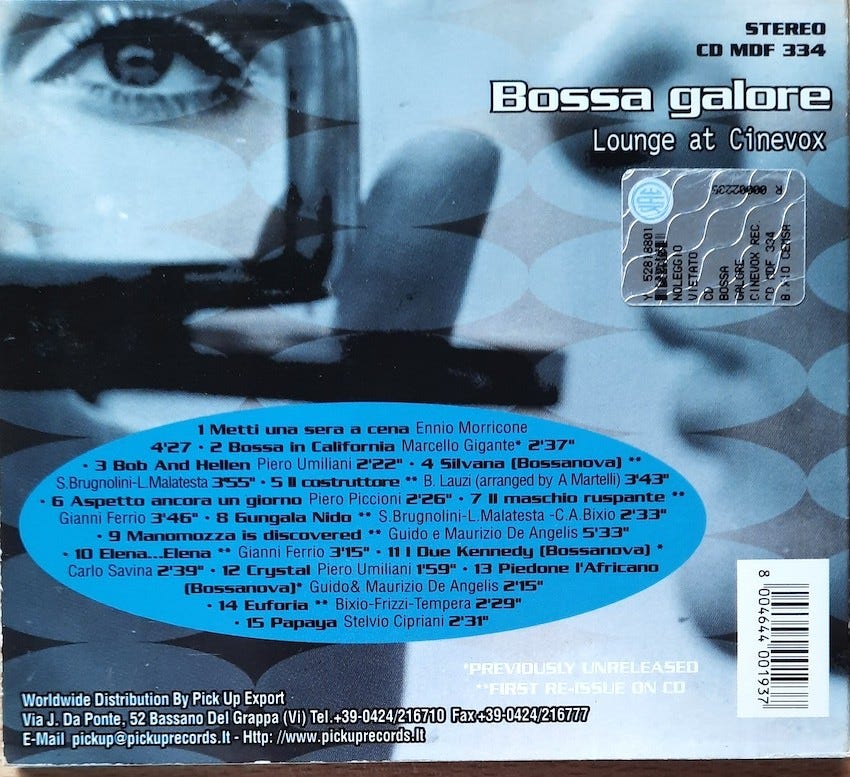 STEREO
CD MDF 334
Bossa galore
Lounge at Cinevox
R 00002235
Y 52818801
NOLEGGIO
VIETATO
CD
BOSSA
GALORE
CINEVOX REC
CD MDF 334
1 Metti una sera a cena Ennio Morricone
4'27 • 2 Bossa in California Marcello Gigante* 2'37"
• 3 Bob And Hellen Piero Umiliani 2'22" • 4 Silvana (Bossanova) **
S.Brugnolini-L.Malatesta 3'55" • 5 Il costruttore ** B. Lauzi (arranged by A Martelli) 3'43"
• 6 Aspetto ancora un giorno Piero Piccioni 2'26" • 7 Il maschio ruspante **
Gianni Ferrio 3'46" • 8 Gungala Nido ** S.Brugnolini-L.Malatesta -C.A.Bixio 2'33"
• 9 Manomozza is discovered ** Guido e Maurizio De Angelis 5'33"
• 10 Elena...Elena ** Gianni Ferrio 3'15" • 11 I Due Kennedy (Bossanova) *
Carlo Savina 2'39" • 12 Crystal Piero Umiliani 1'59" • 13 Piedone l'Africano
(Bossanova)* Guido& Maurizio De Angelis 2'15"
• 14 Euforia ** Bixio-Frizzi-Tempera 2'29"
• 15 Papaya Stelvio Cipriani 2'31"
*PREVIOUSLY UNRELEASED
**FIRST RE-ISSUE ON CD
Worldwide Distribution By Pick Up Export
Via J. Da Ponte, 52 Bassano Del Grappa (Vi) Tel.+39-0424/216710 Fax+39-0424/216777
E-Mail pickup@pickuprecords.It - Http: //www.pickuprecords.It
8 004644 001937